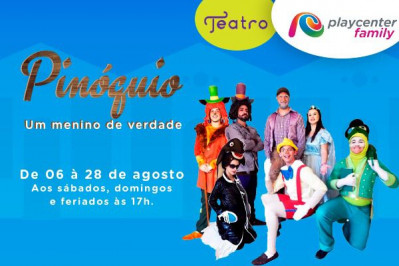 Teatro
playcenter
family
Pinóquio
Um menino de verdade
De 06 à 28 de agosto
Aos sábados, domingos
e feriados às 17h.